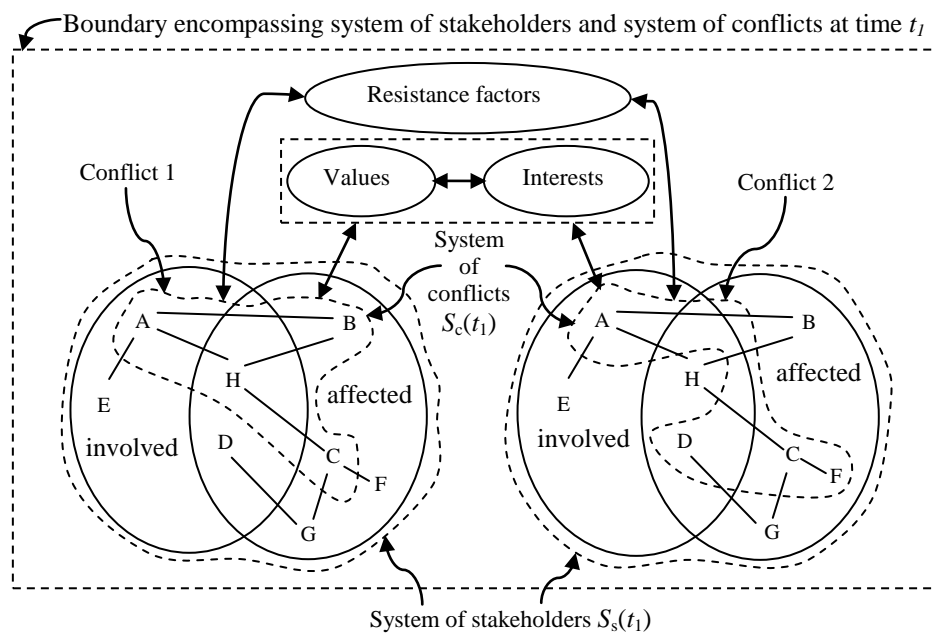 Boundary encompassing system of stakeholders and system of conflicts at time t1
Resistance factors
Conflict 1
Values
Interests
Conflict 2
System
of
conflicts
Sc(t1)
A
B
H
E
affected
involved
D
C
F
G
A
B
H
E
affected
involved
D
C
F
G
System of stakeholders Ss(t1)